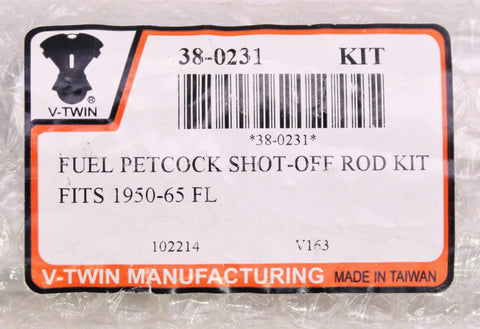 38-0231 KIT
V-TWIN
®
*38-0231*
FUEL PETCOCK SHOT-OFF ROD KIT
FITS 1950-65 FL
102214 V163
V-TWIN MANUFACTURING MADE IN TAIWAN